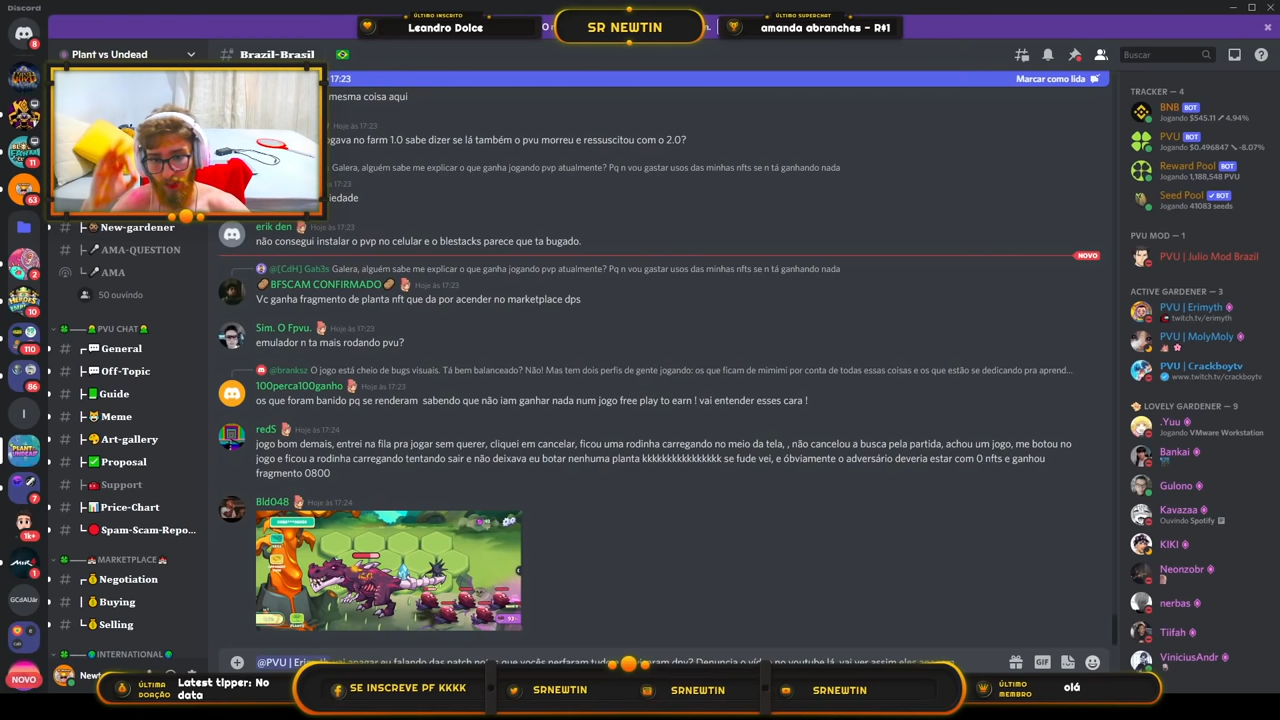 Discord
ÚLTIMO INSCRITO
Leandro Dolce
SR NEWTIN
ÚLTIMO SUPERCHAT
amanda abranches - R$1
Plant vs Undead
Brazil-Brasil
Buscar
17:23
Marcar como lida
mesma coisa aqui
Hoje às 17:23
ogava no farm 1.0 sabe dizer se lá também o pvu morreu e ressuscitou com o 2.0?
Galera, alguém sabe me explicar o que ganha jogando pvp atualmente? Pq n vou gastar usos das minhas nfts se n tá ganhando nada
17:23
iedade
erik den Hoje às 17:23
não consegui instalar o pvp no celular e o blestacks parece que ta bugado.
NOVO
@[CdH] Gab3s Galera, alguém sabe me explicar o que ganha jogando pvp atualmente? Pq n vou gastar usos das minhas nfts se n tá ganhando nada
BFSCAM CONFIRMADO Hoje às 17:23
Vc ganha fragmento de planta nft que da por acender no marketplace dps
Sim. O Fpvu. Hoje às 17:23
emulador n ta mais rodando pvu?
@branksz O jogo está cheio de bugs visuais. Tá bem balanceado? Não! Mas tem dois perfis de gente jogando: os que ficam de mimimi por conta de todas essas coisas e os que estão se dedicando pra aprend...
100perca100ganho Hoje às 17:23
os que foram banido pq se renderam sabendo que não iam ganhar nada num jogo free play to earn ! vai entender esses cara !
redS Hoje às 17:24
jogo bom demais, entrei na fila pra jogar sem querer, cliquei em cancelar, ficou uma rodinha carregando no meio da tela, , não cancelou a busca pela partida, achou um jogo, me botou no
jogo e ficou a rodinha carregando tentando sair e não deixava eu botar nenhuma planta kkkkkkkkkkkkkkkk se fude vei, e óbviamente o adversário deveria estar com 0 nfts e ganhou
fragmento 0800
Bld048 Hoje às 17:24
New-gardener
AMA-QUESTION
AMA
50 ouvindo
PVU CHAT
General
Off-Topic
Guide
Meme
Art-gallery
Proposal
Support
Price-Chart
Spam-Scam-Repo...
MARKETPLACE
Negotiation
Buying
Selling
INTERNATIONAL
8
11
63
2
10
110
86
I
7
1k+
MIR4
1
GCdAUàr
NOVO
TRACKER — 4
BNB BOT
Jogando $545.11 4.94%
PVU BOT
Jogando $0.496847 -8.07%
Reward Pool BOT
Jogando 1,188,548 PVU
Seed Pool BOT
Jogando 41083 seeds
PVU MOD — 1
PVU | Julio Mod Brazil
ACTIVE GARDENER — 3
PVU | Erimyth
twitch.tv/erimyth
PVU | MolyMoly
PVU | Crackboytv
www.twitch.tv/crackboytv
LOVELY GARDENER — 9
.Yuu
Jogando VMware Workstation
Bankai
Gulono
Kavazaa
Ouvindo Spotify
KIKI
Neonzobr
nerbas
Tiifah
ViniciusAndr
GIF
ÚLTIMA
DOAÇÃO
Latest tipper: No
data
SE INSCREVE PF KKKK
SRNEWTIN
SRNEWTIN
SRNEWTIN
ÚLTIMO
MEMBRO
olá